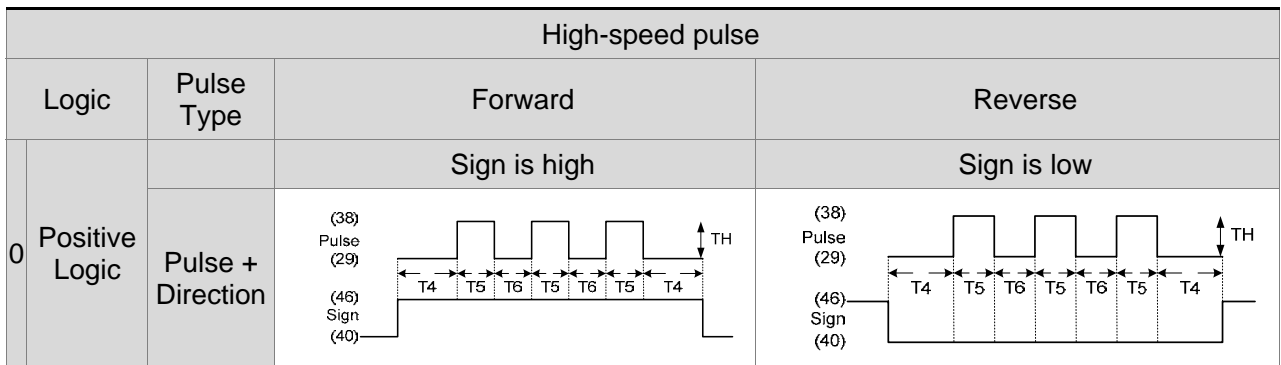 High-speed pulse
Logic
Pulse
Type
Forward
Reverse
Sign is high
Sign is low
0
Positive
Logic
Pulse +
Direction
(38)
Pulse
(29)
TH
T4 T5 T6 T5 T6 T5 T4
(46)
Sign
(40)
(38)
Pulse
(29)
TH
T4 T5 T6 T5 T6 T5 T4
(46)
Sign
(40)